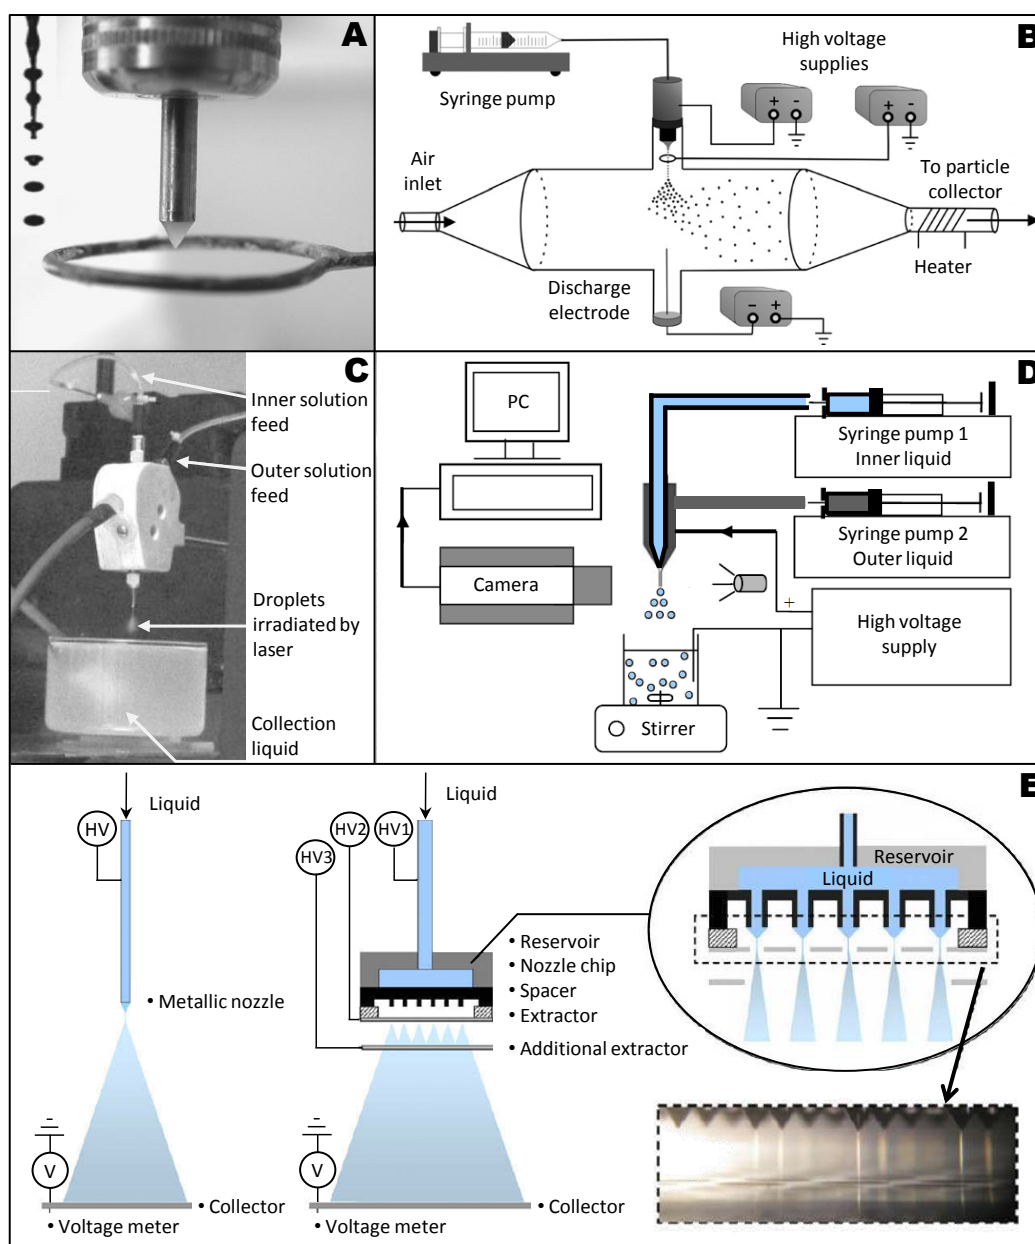 A
B
High voltage
supplies
Syringe pump
+ -
+ -
Air
inlet
To particle
collector
Heater
Discharge
electrode
- +
C
Inner solution
feed
Outer solution
feed
Droplets
irradiated by
laser
Collection
liquid
D
PC
Syringe pump 1
Inner liquid
Syringe pump 2
Outer liquid
Camera
+
High voltage
supply
Stirrer
E
Liquid
HV
• Metallic nozzle
V
• Collector
• Voltage meter
Liquid
HV3
HV2
HV1
• Reservoir
• Nozzle chip
• Spacer
• Extractor
• Additional extractor
V
• Collector
• Voltage meter
Reservoir
Liquid